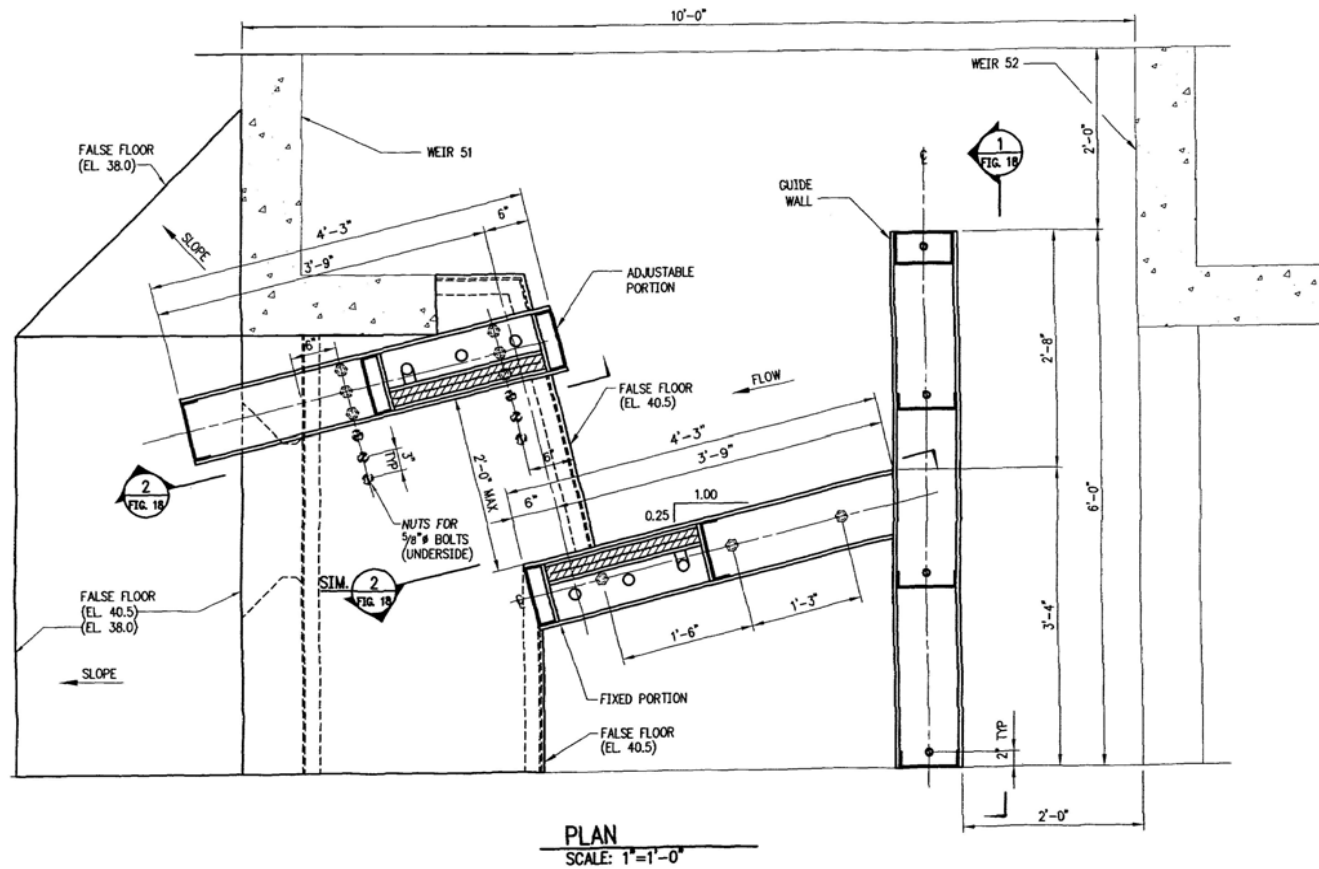 10'-0"
WEIR 52
2'-0"
1
FIG. 18
℄
FALSE FLOOR
(EL. 38.0)
WEIR 51
GUIDE
WALL
SLOPE
4'-3"
6"
3'-9"
ADJUSTABLE
PORTION
2'-8"
6"
FLOW
FALSE FLOOR
(EL. 40.5)
4'-3"
3'-9"
6'-0"
3"
TYP
2'-0" MAX
6"
6"
1.00
0.25
2
FIG. 18
NUTS FOR
5/8"ø BOLTS
(UNDERSIDE)
SIM.
2
FIG. 18
FALSE FLOOR
(EL. 40.5)
(EL. 38.0)
1'-3"
1'-6"
3'-4"
SLOPE
FIXED PORTION
FALSE FLOOR
(EL. 40.5)
2" TYP
2'-0"
PLAN
SCALE: 1"=1'-0"